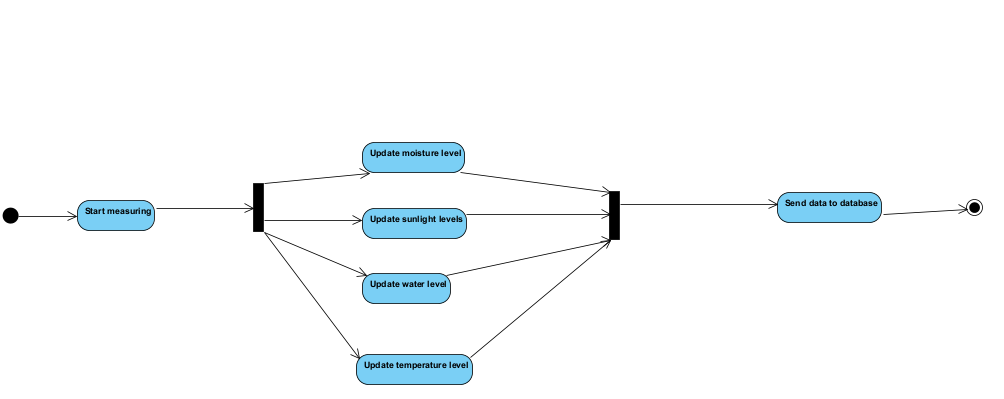 Start measuring
Update moisture level
Update sunlight levels
Update water level
Update temperature level
Send data to database